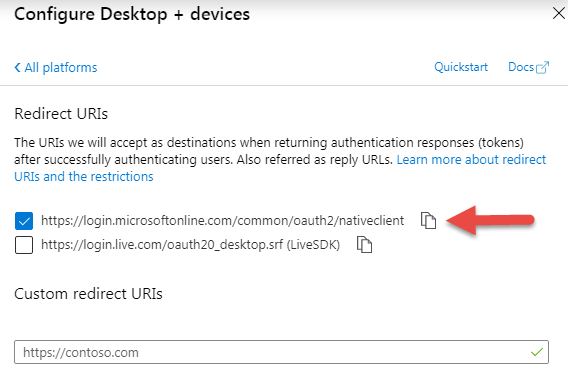 Configure Desktop + devices
All platforms
Quickstart
Docs
Redirect URIs
The URIs we will accept as destinations when returning authentication responses (tokens)
after successfully authenticating users. Also referred as reply URLs. Learn more about redirect
URIs and the restrictions
https://login.microsoftonline.com/common/oauth2/nativeclient
https://login.live.com/oauth20_desktop.srf (LiveSDK)
Custom redirect URIs
https://contoso.com